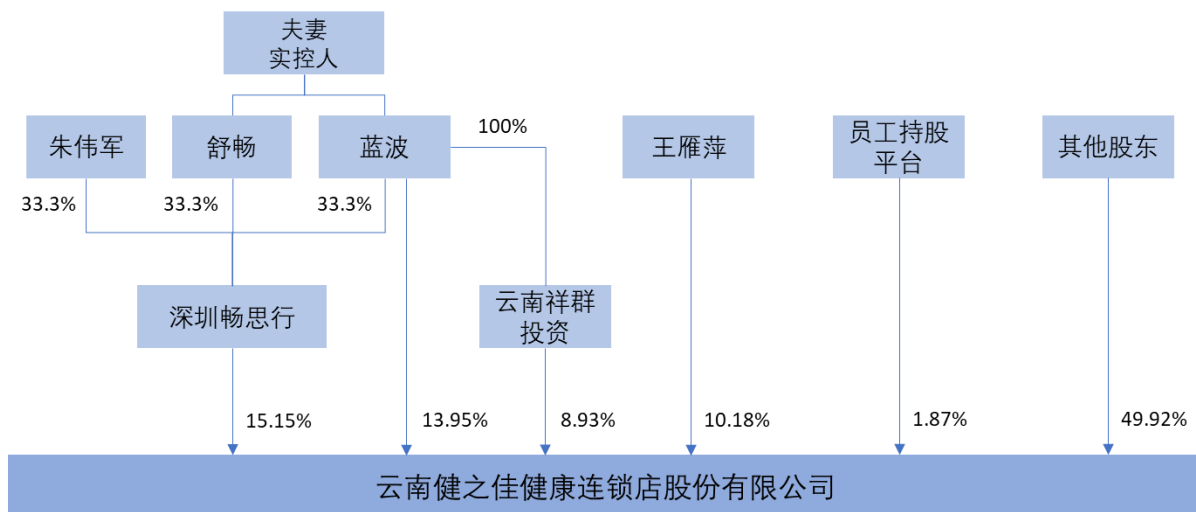 夫妻
实控人
朱伟军
舒畅
蓝波
100%
王雁萍
员工持股
平台
其他股东
33.3%
33.3%
33.3%
深圳畅思行
云南祥群
投资
15.15%
13.95%
8.93%
10.18%
1.87%
49.92%
云南健之佳健康连锁店股份有限公司